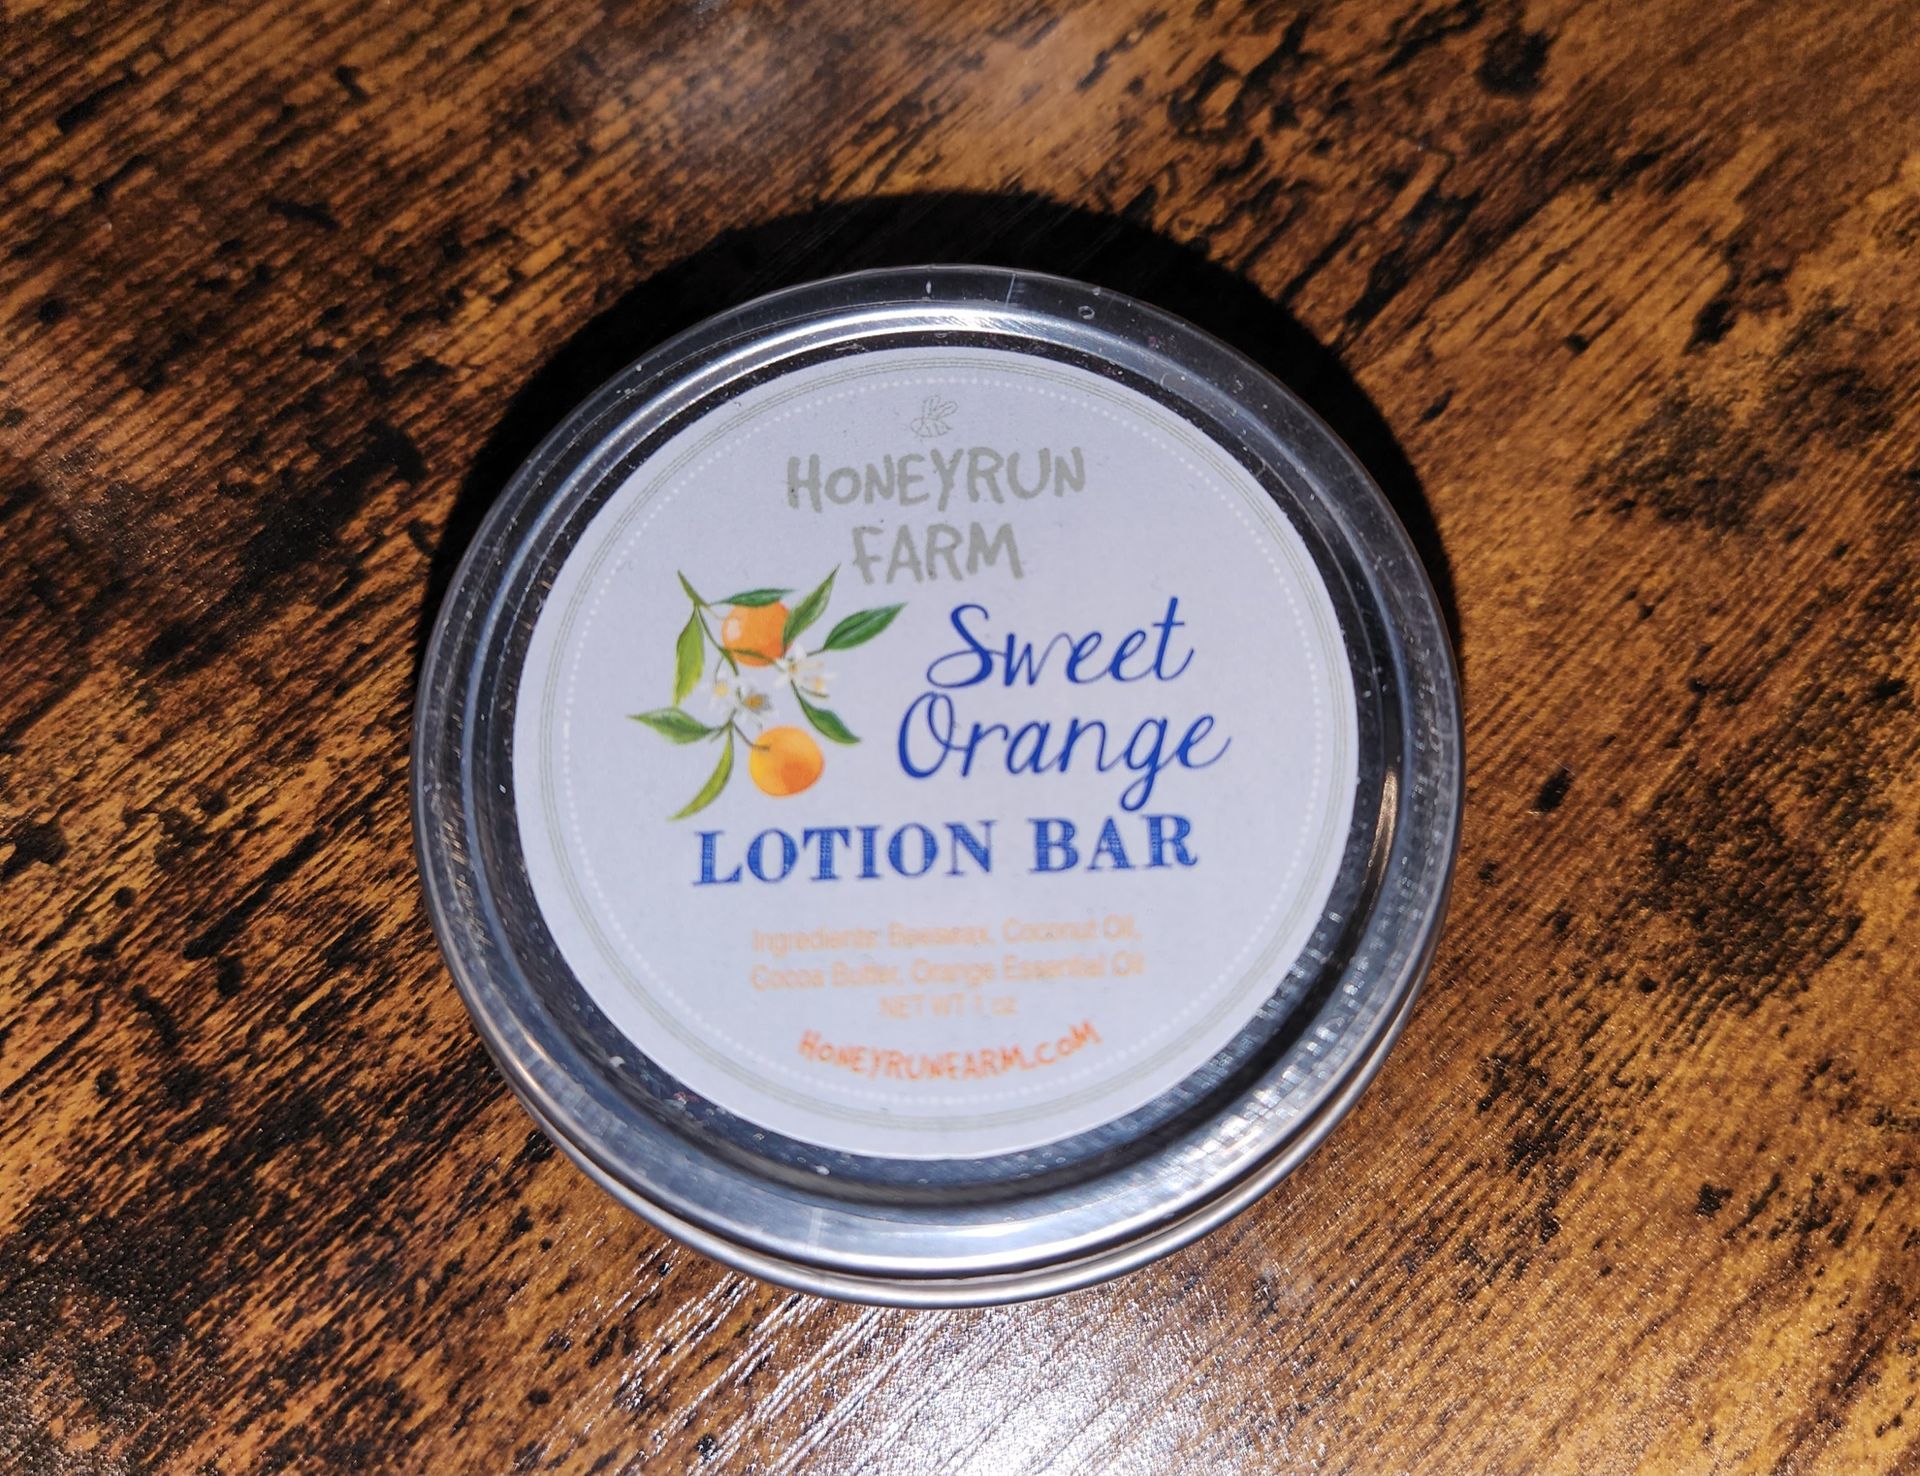 HONEYRUN
FARM
Sweet
Orange
LOTION BAR
Ingredients: Beeswax, Coconut Oil,
Cocoa Butter, Orange Essential Oil
NET WT 1 oz
HONEYRUNFARM.COM